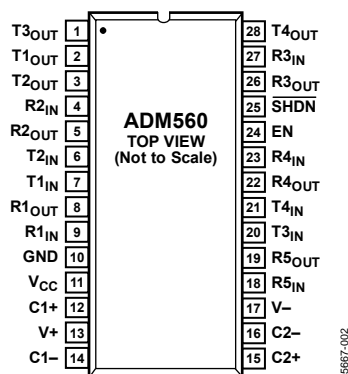 T3OUT 1
T1OUT 2
T2OUT 3
R2IN 4
R2OUT 5
T2IN 6
T1IN 7
R1OUT 8
R1IN 9
GND 10
VCC 11
C1+ 12
V+ 13
C1– 14
ADM560
TOP VIEW
(Not to Scale)
28 T4OUT
27 R3IN
26 R3OUT
25 SHDN
24 EN
23 R4IN
22 R4OUT
21 T4IN
20 T3IN
19 R5OUT
18 R5IN
17 V–
16 C2–
15 C2+
5667-002